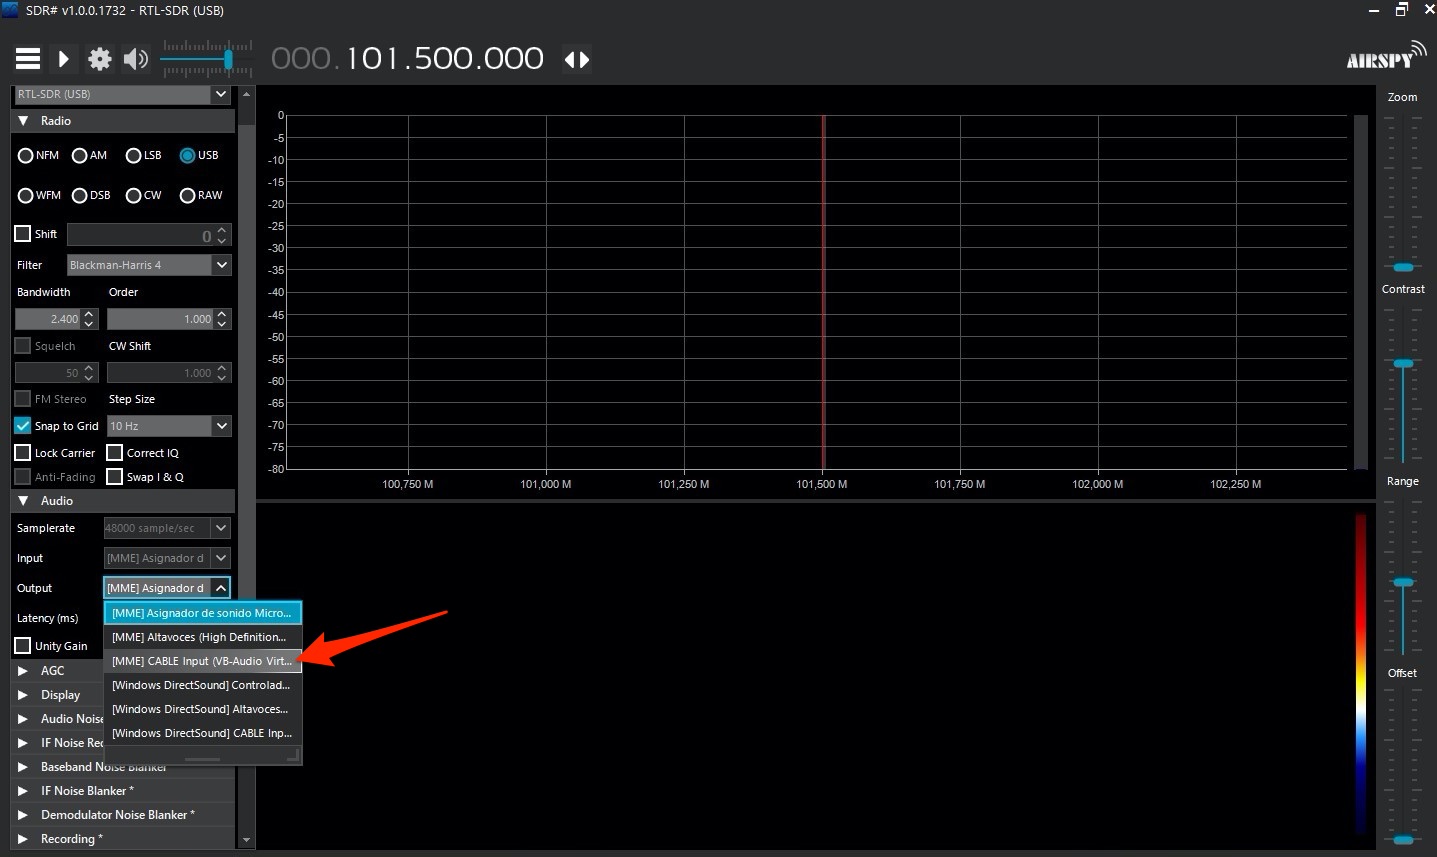 SDR# v1.0.0.1732 - RTL-SDR (USB)
000.101.500.000
AIRSPY
RTL-SDR (USB)
Radio
NFM AM LSB USB
WFM DSB CW RAW
Shift 0
Filter Blackman-Harris 4
Bandwidth Order
2.400 1.000
Squelch CW Shift
50 1.000
FM Stereo Step Size
Snap to Grid 10 Hz
Lock Carrier Correct IQ
Anti-Fading Swap I & Q
Audio
Samplerate 48000 sample/sec
Input [MME] Asignador d
Output [MME] Asignador d
Latency (ms)
Unity Gain
[MME] Asignador de sonido Micro...
[MME] Altavoces (High Definition...
[MME] CABLE Input (VB-Audio Virt...
[Windows DirectSound] Controlad...
[Windows DirectSound] Altavoces...
[Windows DirectSound] CABLE Inp...
AGC
Display
Audio Noise
IF Noise Rec
Baseband Noise Blanker
IF Noise Blanker *
Demodulator Noise Blanker *
Recording *
0
-5
-10
-15
-20
-25
-30
-35
-40
-45
-50
-55
-60
-65
-70
-75
-80
100,750 M 101,000 M 101,250 M 101,500 M 101,750 M 102,000 M 102,250 M
Zoom
Contrast
Range
Offset